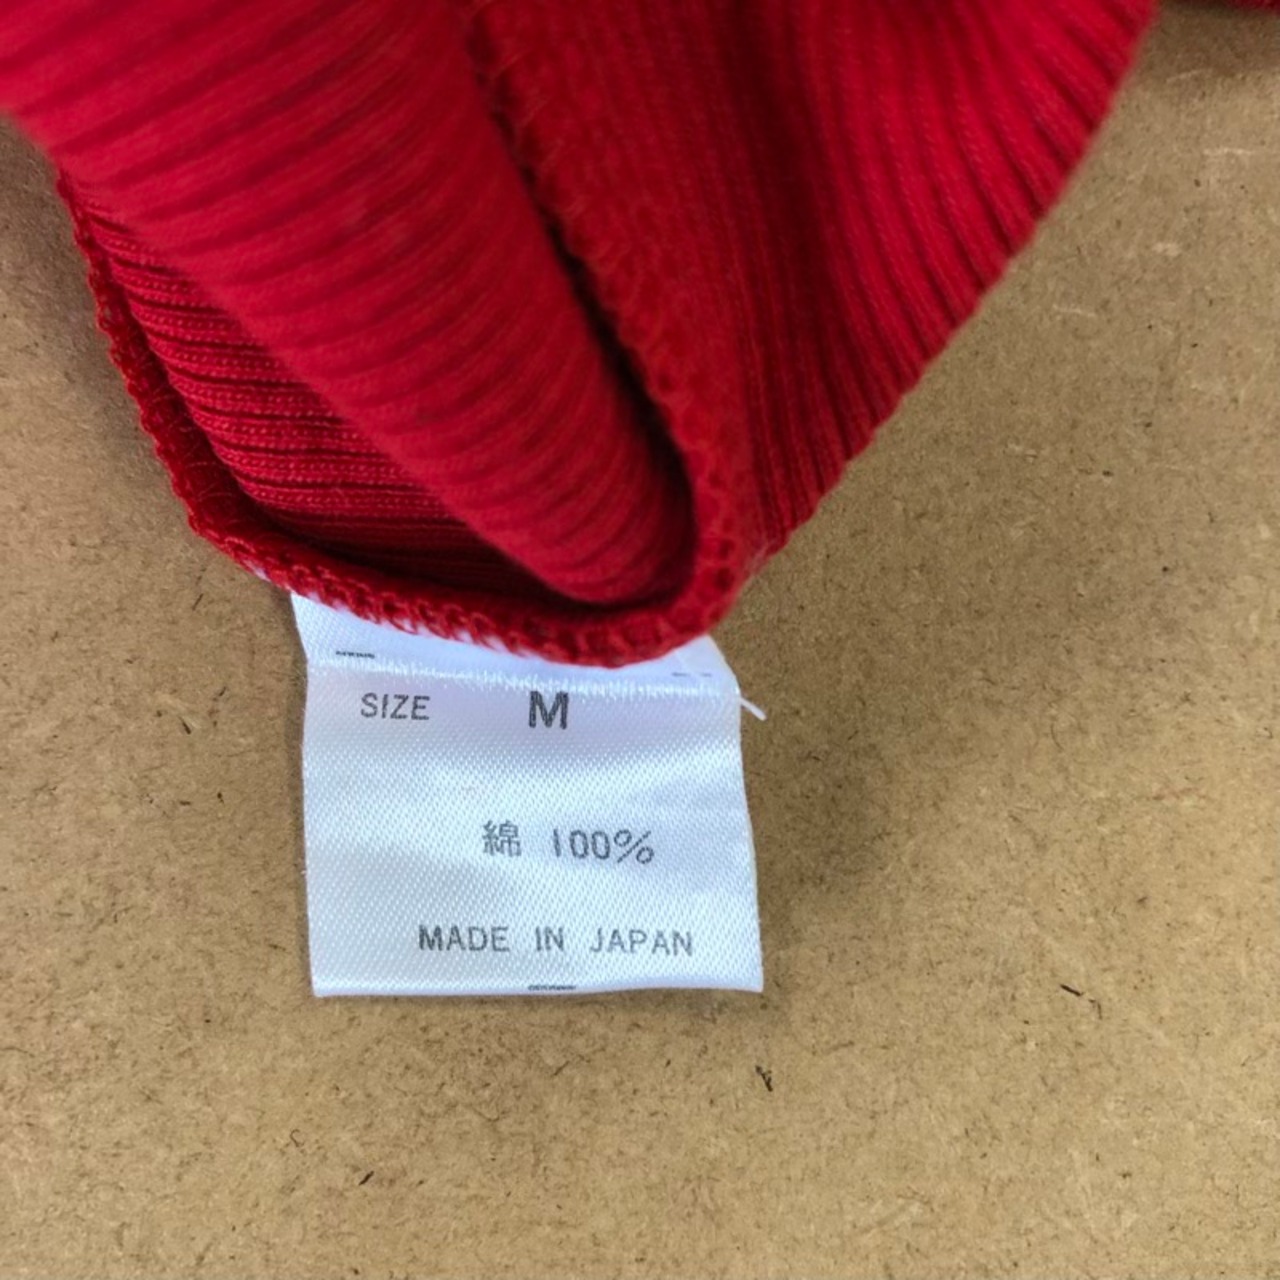 SIZE M
綿 100%
MADE IN JAPAN